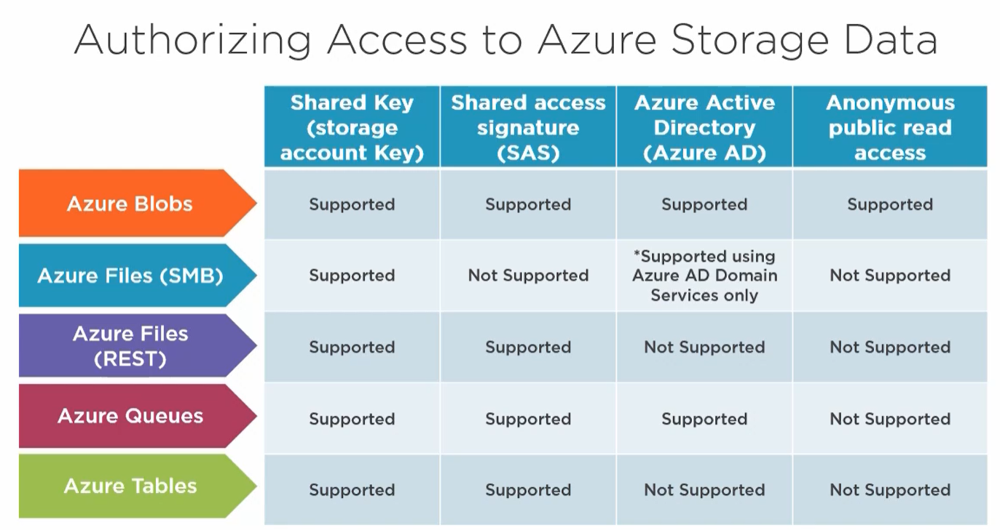 Authorizing Access to Azure Storage Data
Shared Key
(storage
account Key)
Shared access
signature
(SAS)
Azure Active
Directory
(Azure AD)
Anonymous
public read
access
Azure Blobs
Supported
Supported
Supported
Supported
Azure Files (SMB)
Supported
Not Supported
*Supported using
Azure AD Domain
Services only
Not Supported
Azure Files
(REST)
Supported
Supported
Not Supported
Not Supported
Azure Queues
Supported
Supported
Supported
Not Supported
Azure Tables
Supported
Supported
Not Supported
Not Supported